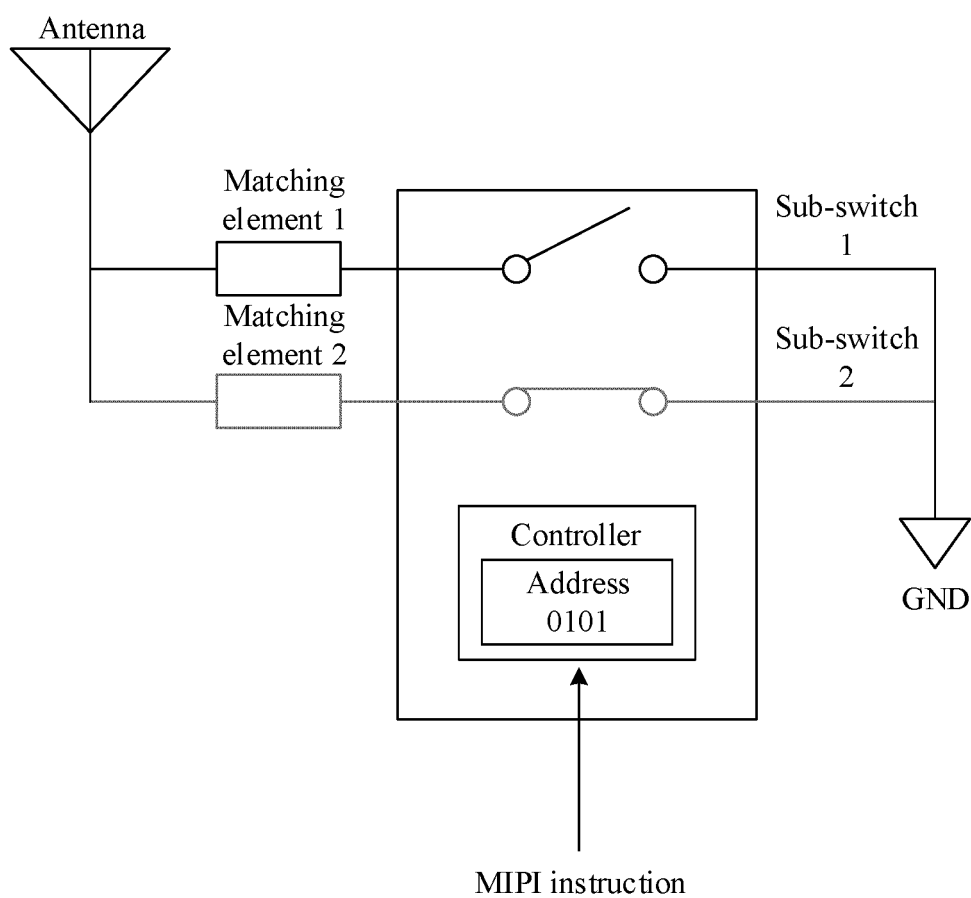 Antenna
Matching
element 1
Sub-switch
1
Matching
element 2
Sub-switch
2
Controller
Address
0101
GND
MIPI instruction